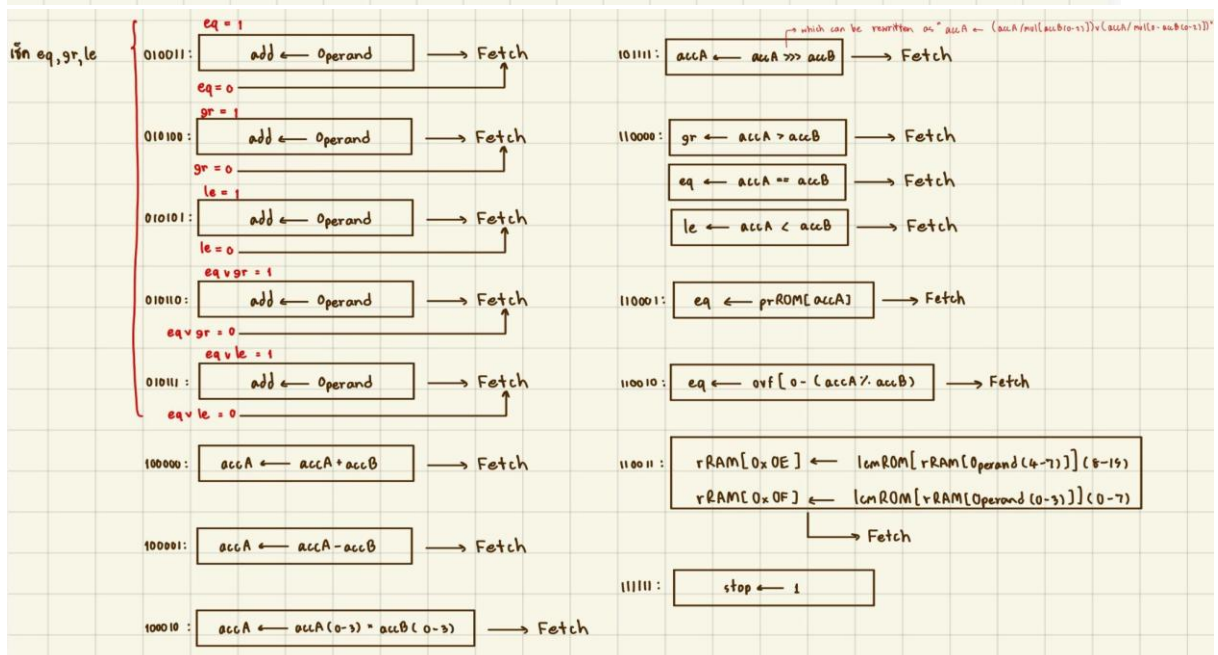 เช็ก eq, gr, le
eq = 1
010011: add ← Operand → Fetch
eq = 0
gr = 1
010100: add ← Operand → Fetch
gr = 0
le = 1
010101: add ← Operand → Fetch
le = 0
eq v gr = 1
010110: add ← Operand → Fetch
eq v gr = 0
eq v le = 1
010111: add ← Operand → Fetch
eq v le = 0
100000: accA ← accA + accB → Fetch
100001: accA ← accA - accB → Fetch
100010: accA ← accA(0-3) * accB(0-3) → Fetch
which can be rewritten as "accA ←
101111: accA ← accA >>> accB → Fetch
110000: gr ← accA > accB → Fetch
eq ← accA == accB → Fetch
le ← accA < accB → Fetch
110001: eq ← prROM[accA] → Fetch
110010: eq ← ovf[0-(accA % accB) → Fetch
110011: rRAM[0x0E] ← lcmROM[rRAM[Operand(4-7)]](8-15)
rRAM[0x0F] ← lcmROM[rRAM[Operand(0-3)]](0-7)
→ Fetch
111111: stop ← 1